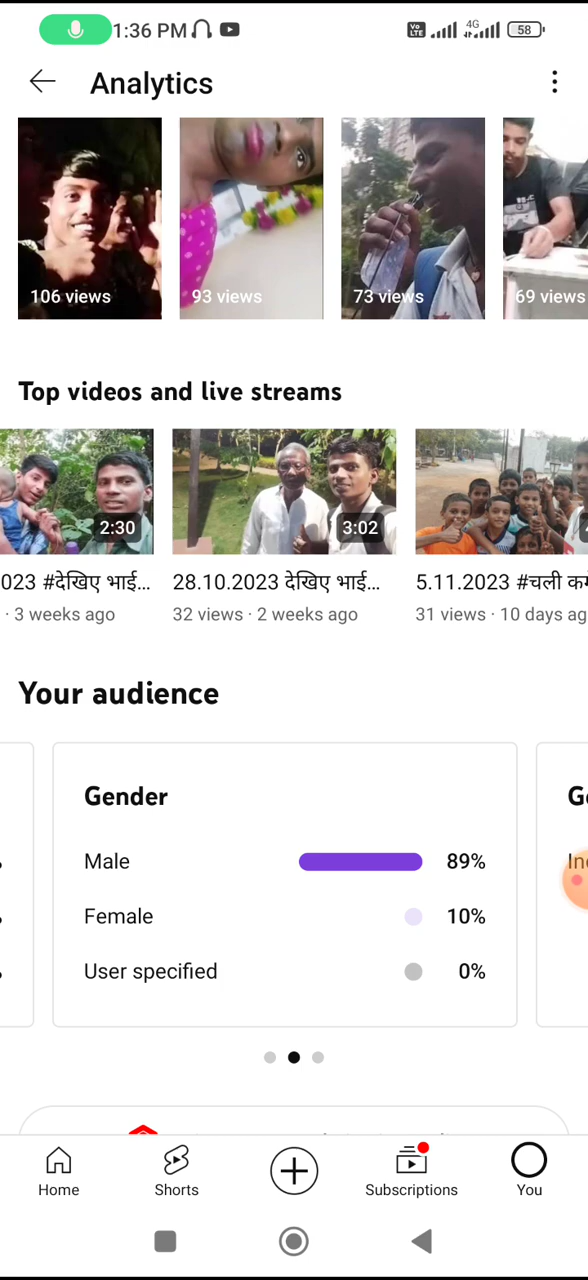 1:36 PM
Vo LTE
4G
58
Analytics
106 views
93 views
73 views
69 views
Top videos and live streams
2:30
3:02
023 #देखिए भाई...
28.10.2023 देखिए भाई...
5.11.2023 #चली
· 3 weeks ago
32 views · 2 weeks ago
31 views · 10 days ag
Your audience
Gender
Male 89%
Female 10%
User specified 0%
Home
Shorts
Subscriptions
You